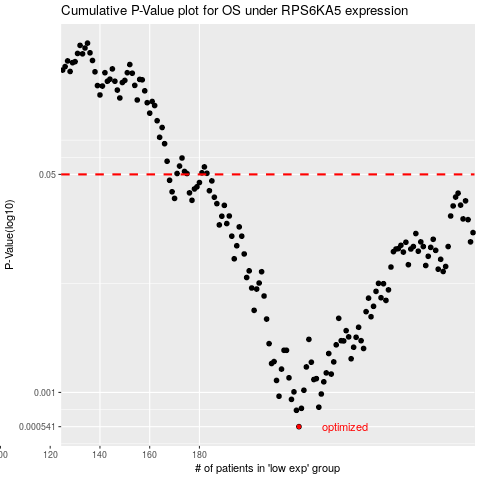 Cumulative P-Value plot for OS under RPS6KA5 expression
0.05
P-Value(log10)
0.001
0.000541
optimized
00 120 140 160 180
# of patients in 'low exp' group